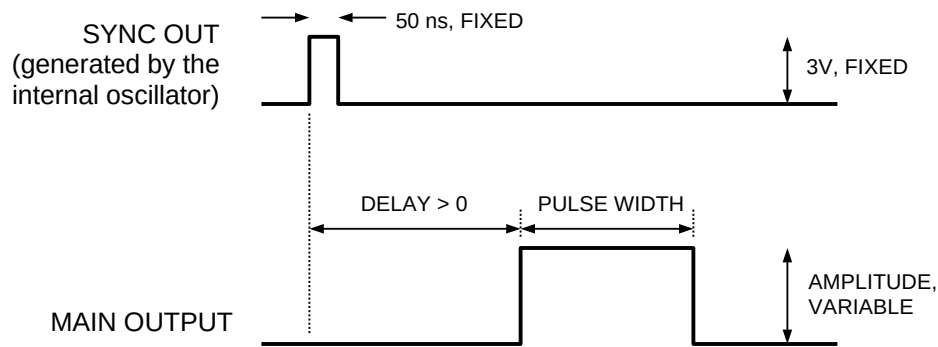 50 ns, FIXED
SYNC OUT
(generated by the
internal oscillator)
3V, FIXED
DELAY > 0
PULSE WIDTH
AMPLITUDE,
VARIABLE
MAIN OUTPUT